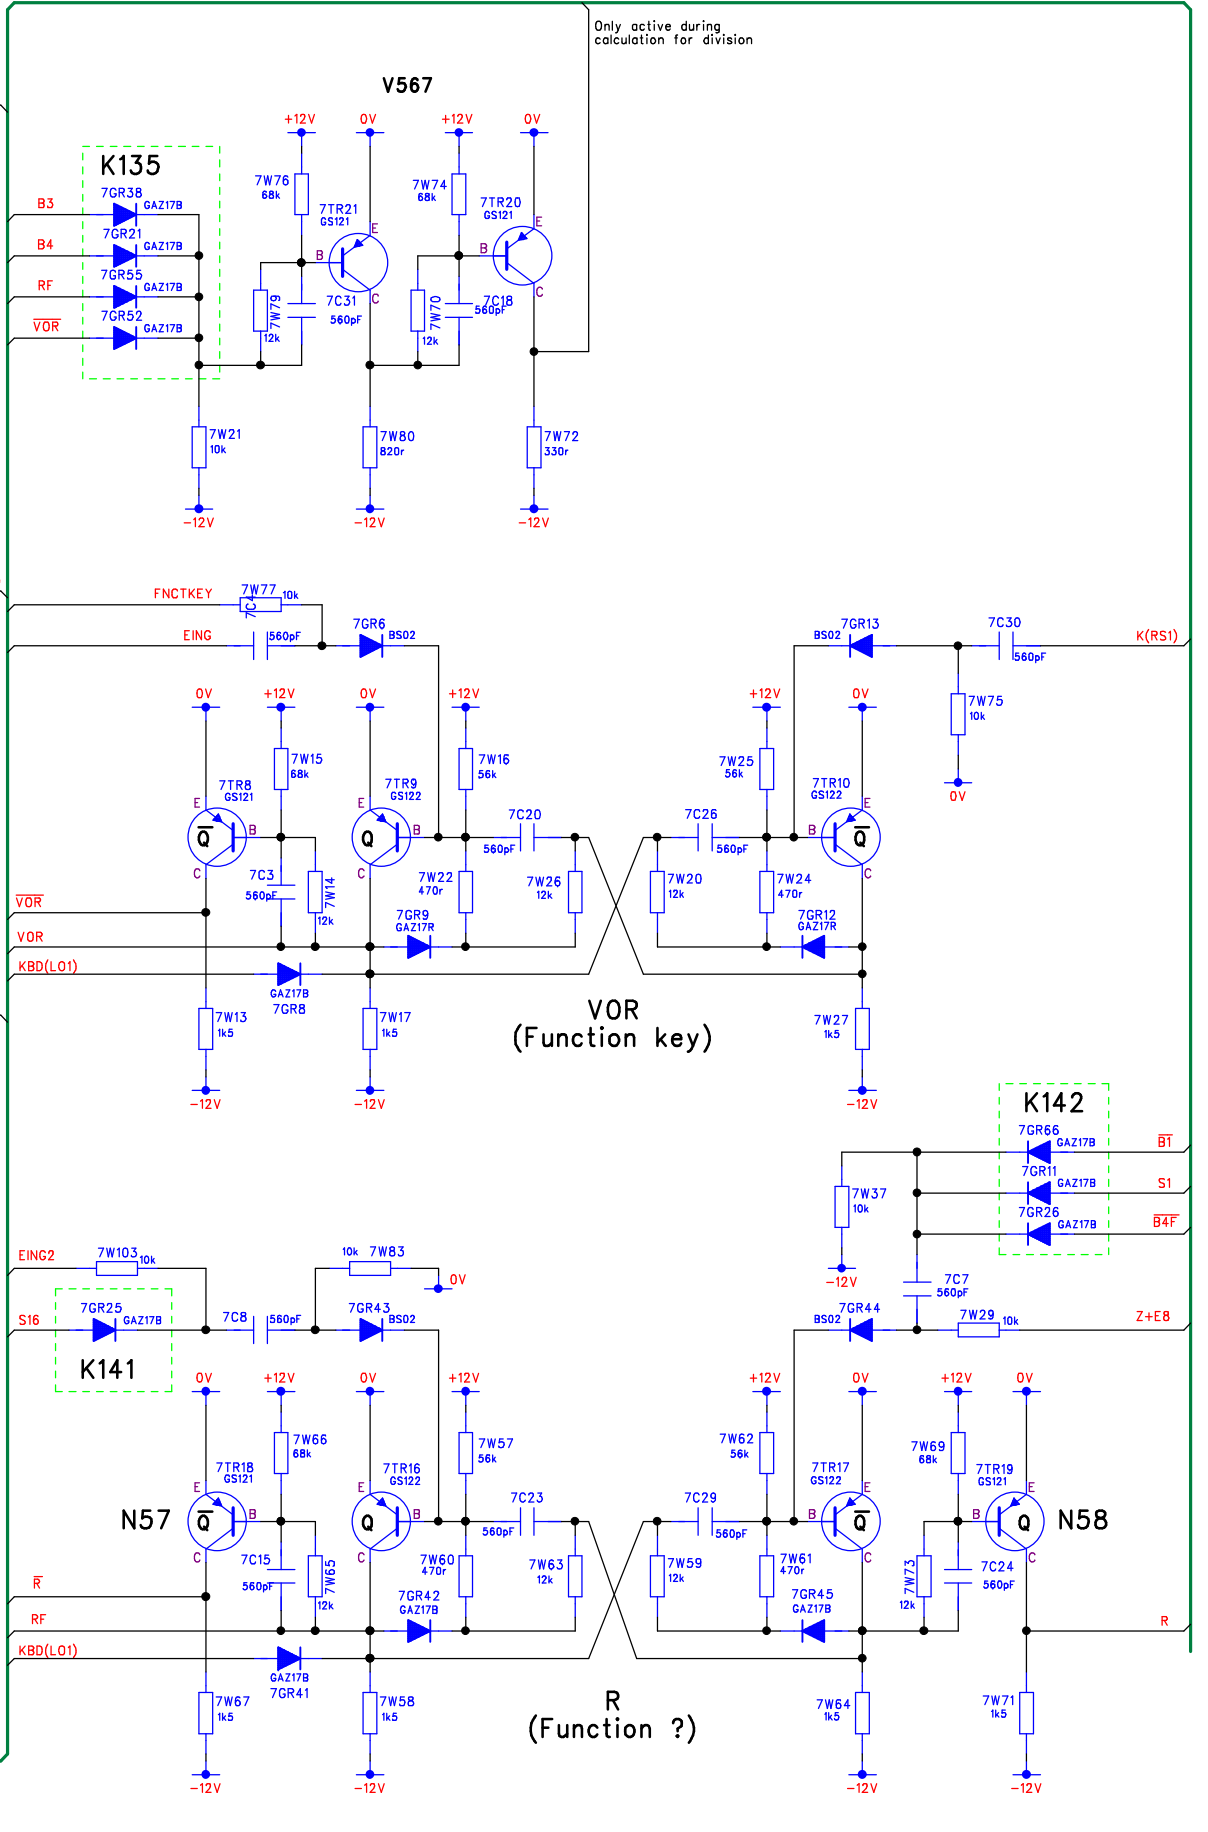 Only active during
calculation for division
V567
+12V
0V
+12V
0V
K135
7GR38
GAZ17B
B3
7GR21
GAZ17B
B4
7GR55
GAZ17B
RF
7GR52
GAZ17B
VOR
7W76
68k
7TR21
GS121
E
B
C
7W74
68k
7TR20
GS121
E
B
C
7W79
12k
7C31
560pF
7W70
12k
7C18
560pF
7W21
10k
7W80
820r
7W72
330r
-12V
-12V
-12V
FNCTKEY
7W77
10k
EING
7C4
560pF
7GR6
BS02
7GR13
BS02
7C30
560pF
K(RS1)
7W75
10k
0V
0V
+12V
0V
+12V
+12V
0V
7W15
68k
7W16
56k
7W25
56k
7TR8
GS121
E
Q
B
C
7TR9
GS122
E
Q
B
C
7C20
560pF
7C26
560pF
7TR10
GS122
E
Q
B
C
7C3
560pF
7W14
12k
7W22
470r
7W26
12k
7W20
12k
7W24
470r
VOR
VOR
KBD(L01)
7GR9
GAZ17R
7GR12
GAZ17R
GAZ17B
7GR8
7W13
1k5
7W17
1k5
7W27
1k5
VOR
(Function key)
-12V
-12V
-12V
K142
7GR66
GAZ17B
B1
7GR11
GAZ17B
S1
7GR26
GAZ17B
B4F
7W37
10k
-12V
7C7
560pF
EING2
7W103
10k
10k
7W83
0V
S16
7GR25
GAZ17B
K141
7C8
560pF
7GR43
BS02
7GR44
BS02
7W29
10k
Z+E8
0V
+12V
0V
+12V
+12V
0V
+12V
0V
7W66
68k
7W57
56k
7W62
56k
7W69
68k
N57
7TR18
GS121
E
Q
B
C
7TR16
GS122
E
Q
B
C
7C23
560pF
7C29
560pF
7TR17
GS122
E
Q
B
C
7TR19
GS121
E
Q
B
C
N58
7C15
560pF
7W65
12k
7W60
470r
7W63
12k
7W59
12k
7W61
470r
7W73
12k
7C24
560pF
R
RF
KBD(L01)
7GR42
GAZ17B
7GR45
GAZ17B
R
GAZ17B
7GR41
7W67
1k5
7W58
1k5
7W64
1k5
7W71
1k5
R
(Function ?)
-12V
-12V
-12V
-12V